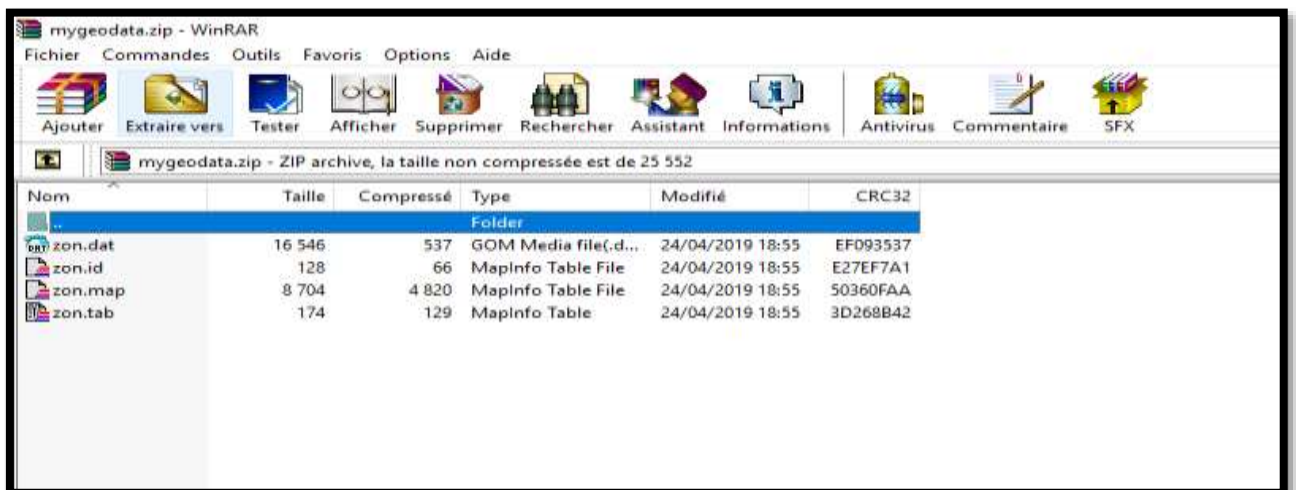 mygeodata.zip - WinRAR
Fichier Commandes Outils Favoris Options Aide
Ajouter Extraire vers Tester Afficher Supprimer Rechercher Assistant Informations Antivirus Commentaire SFX
mygeodata.zip - ZIP archive, la taille non compressée est de 25 552
Nom Taille Compressé Type Modifié CRC32
.. Folder
zon.dat 16 546 537 GOM Media file(.d... 24/04/2019 18:55 EF093537
zon.id 128 66 MapInfo Table File 24/04/2019 18:55 E27EF7A1
zon.map 8 704 4 820 MapInfo Table File 24/04/2019 18:55 50360FAA
zon.tab 174 129 MapInfo Table 24/04/2019 18:55 3D268B42